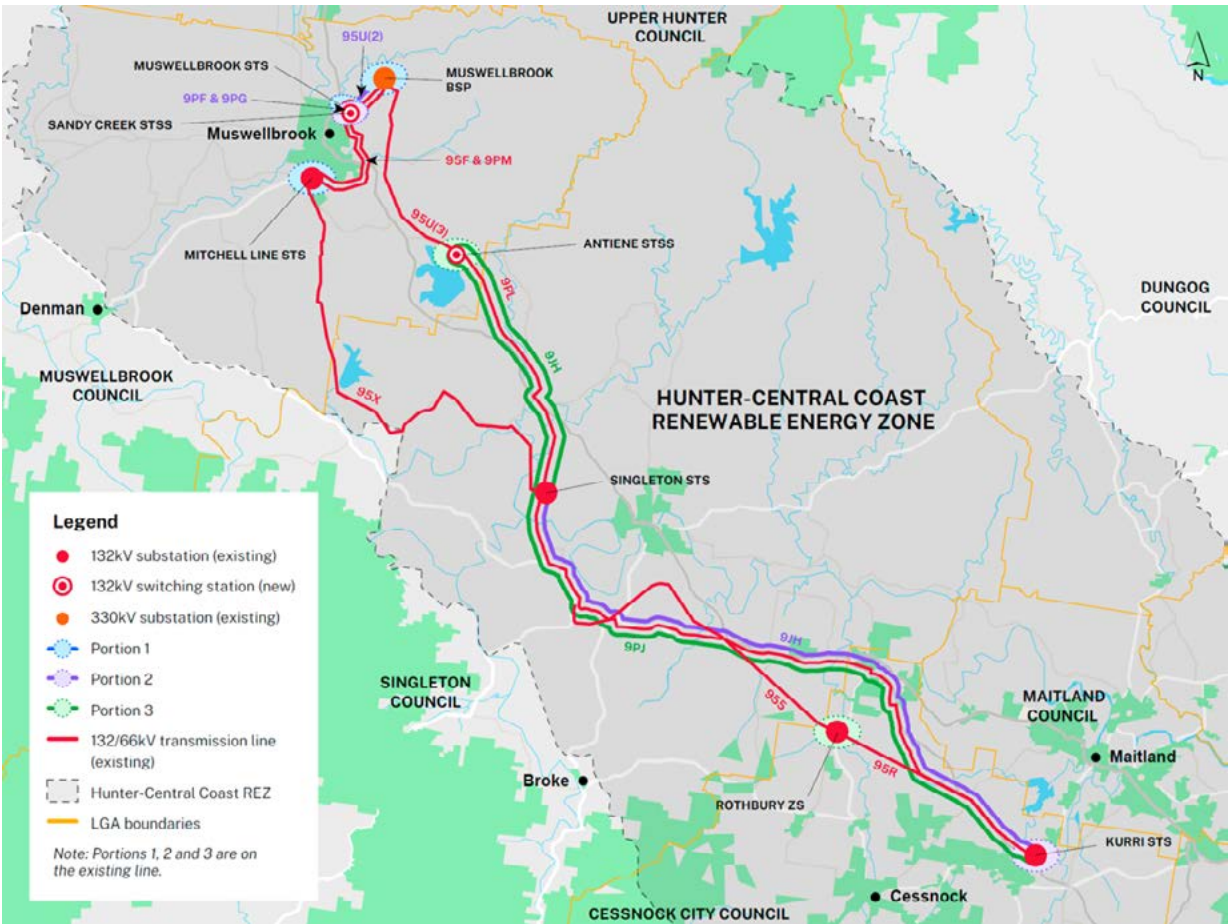 UPPER HUNTER
COUNCIL
95U(2)
MUSWELLBROOK STS
MUSWELLBROOK
BSP
N
9PF & 9PG
SANDY CREEK STSS
Muswellbrook
95F & 9PM
95U(3)
ANTIENE STSS
MITCHELL LINE STS
9PL
DUNGOG
COUNCIL
Denman
9JH
MUSWELLBROOK
COUNCIL
95X
HUNTER-CENTRAL COAST
RENEWABLE ENERGY ZONE
SINGLETON STS
Legend
132kV substation (existing)
132kV switching station (new)
330kV substation (existing)
Portion 1
Portion 2
Portion 3
132/66kV transmission line
(existing)
Hunter-Central Coast REZ
LGA boundaries
Note: Portions 1, 2 and 3 are on
the existing line.
9JH
9PJ
SINGLETON
COUNCIL
955
MAITLAND
COUNCIL
Maitland
Broke
95R
ROTHBURY ZS
KURRI STS
Cessnock
CESSNOCK CITY COUNCIL